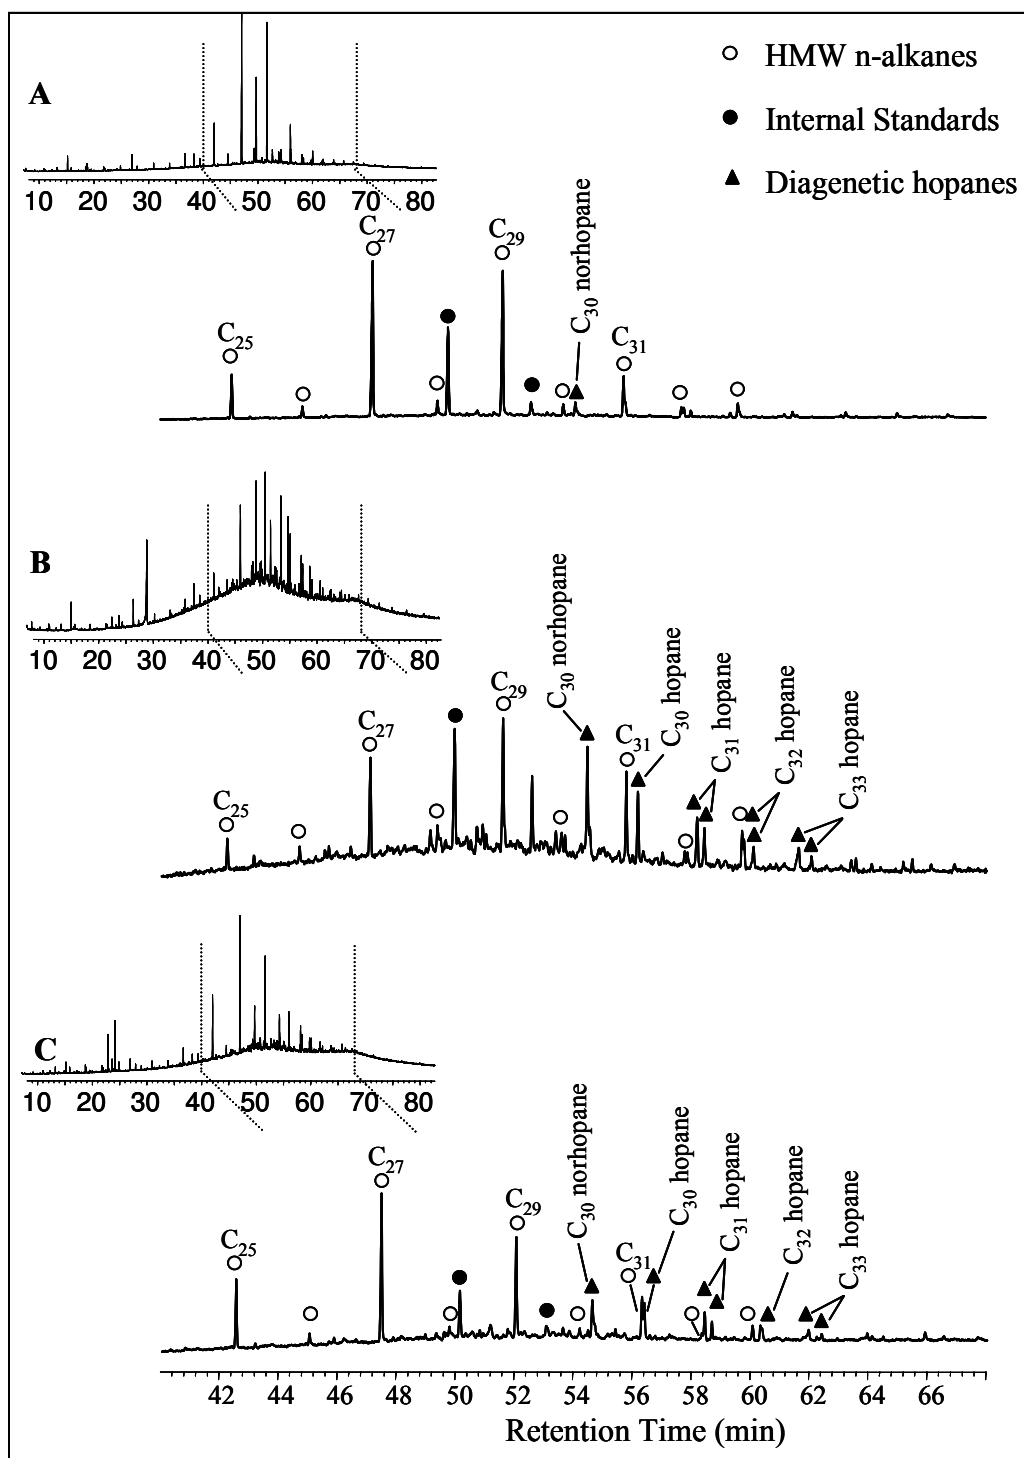 A
HMW n-alkanes
Internal Standards
Diagenetic hopanes
10 20 30 40 50 60 70 80
C27
C29
C25
C30 norhopane
C31
B
10 20 30 40 50 60 70 80
C25
C27
C29
C30 norhopane
C31
C30 hopane
C31 hopane
C32 hopane
C33 hopane
C
10 20 30 40 50 60 70 80
C25
C27
C29
C30 norhopane
C31
C30 hopane
C31 hopane
C32 hopane
C33 hopane
42 44 46 48 50 52 54 56 58 60 62 64 66
Retention Time (min)